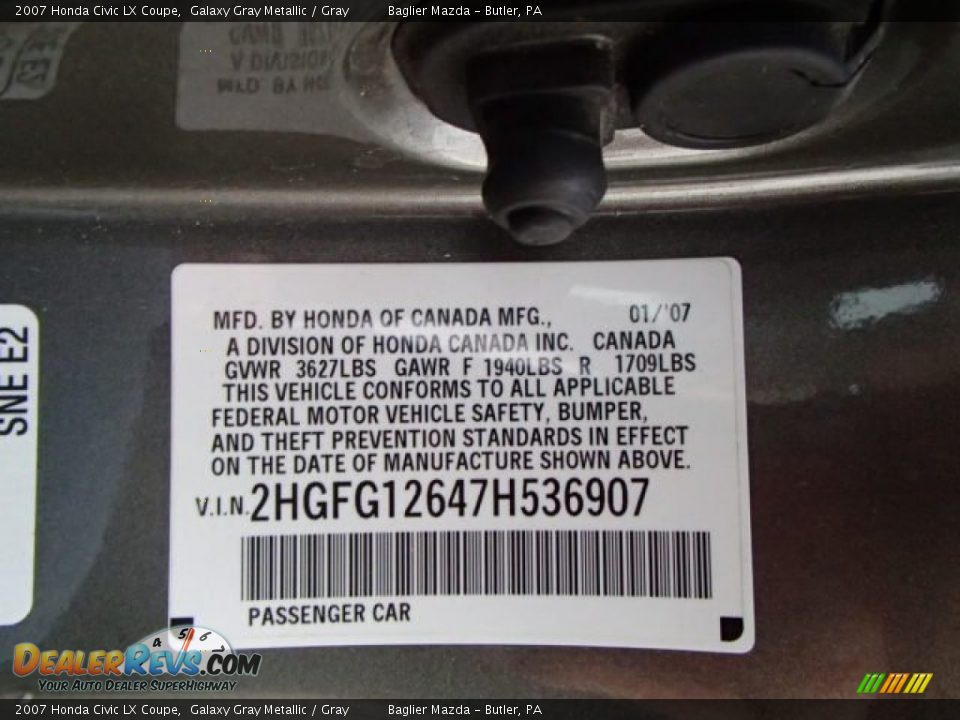 2007 Honda Civic LX Coupe, Galaxy Gray Metallic / Gray Baglier Mazda - Butler, PA
MFD. BY HONDA OF CANADA MFG., 01/'07
A DIVISION OF HONDA CANADA INC. CANADA
GVWR 3627LBS GAWR F 1940LBS R 1709LBS
THIS VEHICLE CONFORMS TO ALL APPLICABLE
FEDERAL MOTOR VEHICLE SAFETY, BUMPER,
AND THEFT PREVENTION STANDARDS IN EFFECT
ON THE DATE OF MANUFACTURE SHOWN ABOVE.
V.I.N. 2HGFG12647H536907
PASSENGER CAR
SNE E2
4 5 6 7
DEALERREVS.COM
YOUR AUTO DEALER SUPERHIGHWAY
2007 Honda Civic LX Coupe, Galaxy Gray Metallic / Gray Baglier Mazda - Butler, PA